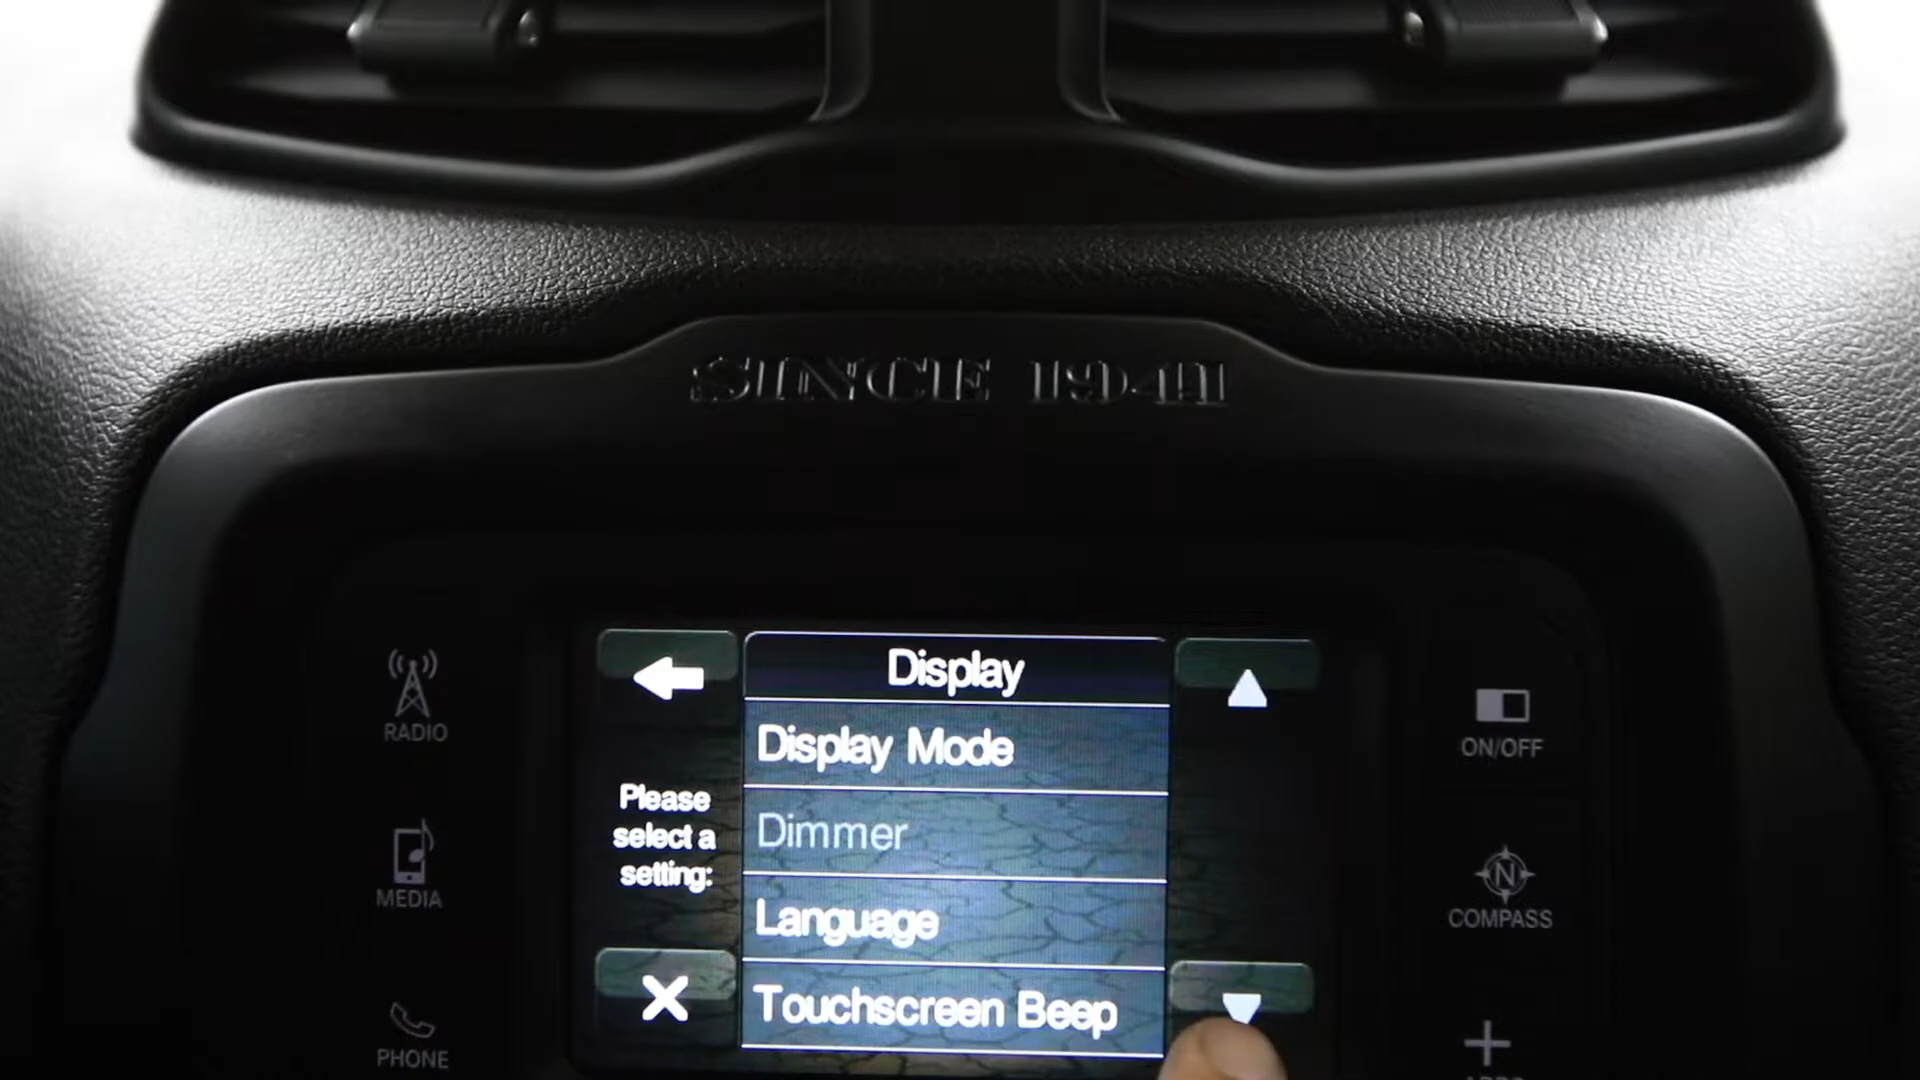 SINCE 1941
Display
Display Mode
Please
select a
setting:
Dimmer
Language
Touchscreen Beep
RADIO
MEDIA
PHONE
ON/OFF
N
COMPASS